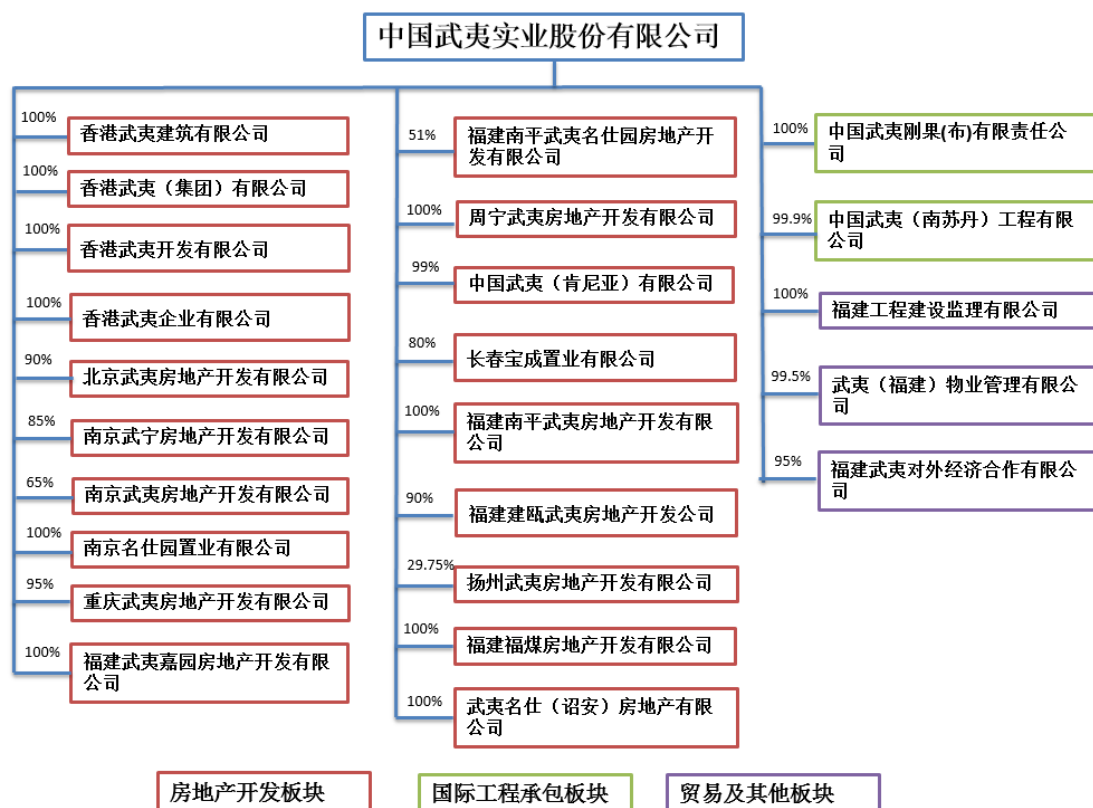 中国武夷实业股份有限公司
100%
香港武夷建筑有限公司
100%
香港武夷（集团）有限公司
100%
香港武夷开发有限公司
100%
香港武夷企业有限公司
90%
北京武夷房地产开发有限公司
85%
南京武宁房地产开发有限公司
65%
南京武夷房地产开发有限公司
100%
南京名仕园置业有限公司
95%
重庆武夷房地产开发有限公司
100%
福建武夷嘉园房地产开发有限
公司
51%
福建南平武夷名仕园房地产开
发有限公司
100%
周宁武夷房地产开发有限公司
99%
中国武夷（肯尼亚）有限公司
80%
长春宝成置业有限公司
100%
福建南平武夷房地产开发有限
公司
90%
福建建瓯武夷房地产开发公司
29.75%
扬州武夷房地产开发有限公司
100%
福建福煤房地产开发有限公司
100%
武夷名仕（诏安）房地产有限
公司
100%
中国武夷刚果(布)有限责任公
司
99.9%
中国武夷（南苏丹）工程有限
公司
100%
福建工程建设监理有限公司
99.5%
武夷（福建）物业管理有限公
司
95%
福建武夷对外经济合作有限公
司
房地产开发板块
国际工程承包板块
贸易及其他板块